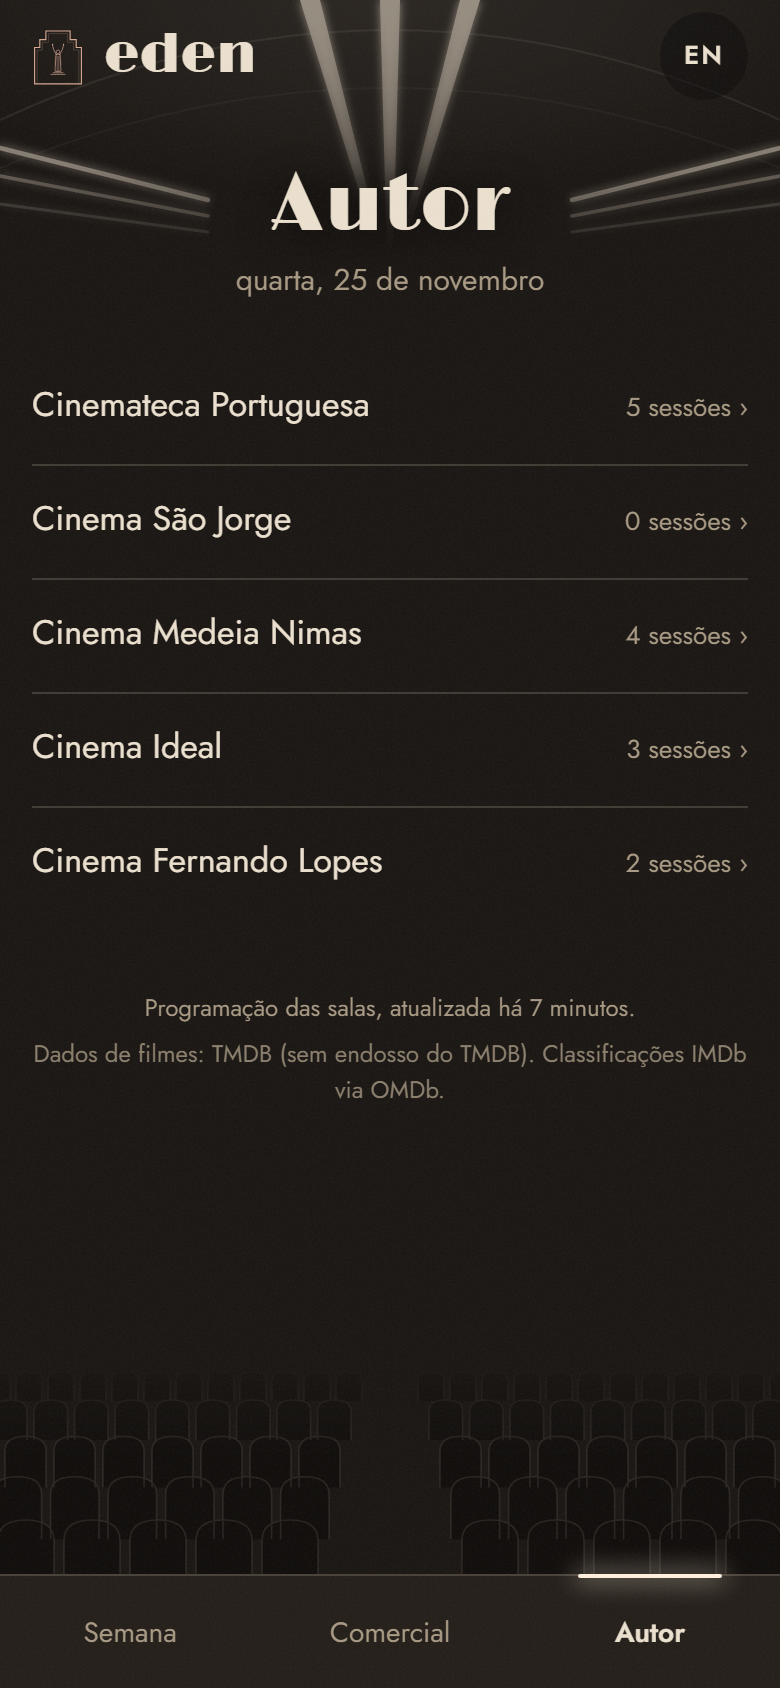 eden
EN
Autor
quarta, 25 de novembro
Cinemateca Portuguesa
5 sessões ›
Cinema São Jorge
0 sessões ›
Cinema Medeia Nimas
4 sessões ›
Cinema Ideal
3 sessões ›
Cinema Fernando Lopes
2 sessões ›
Programação das salas, atualizada há 7 minutos.
Dados de filmes: TMDB (sem endosso do TMDB). Classificações IMDb
via OMDb.
Semana
Comercial
Autor